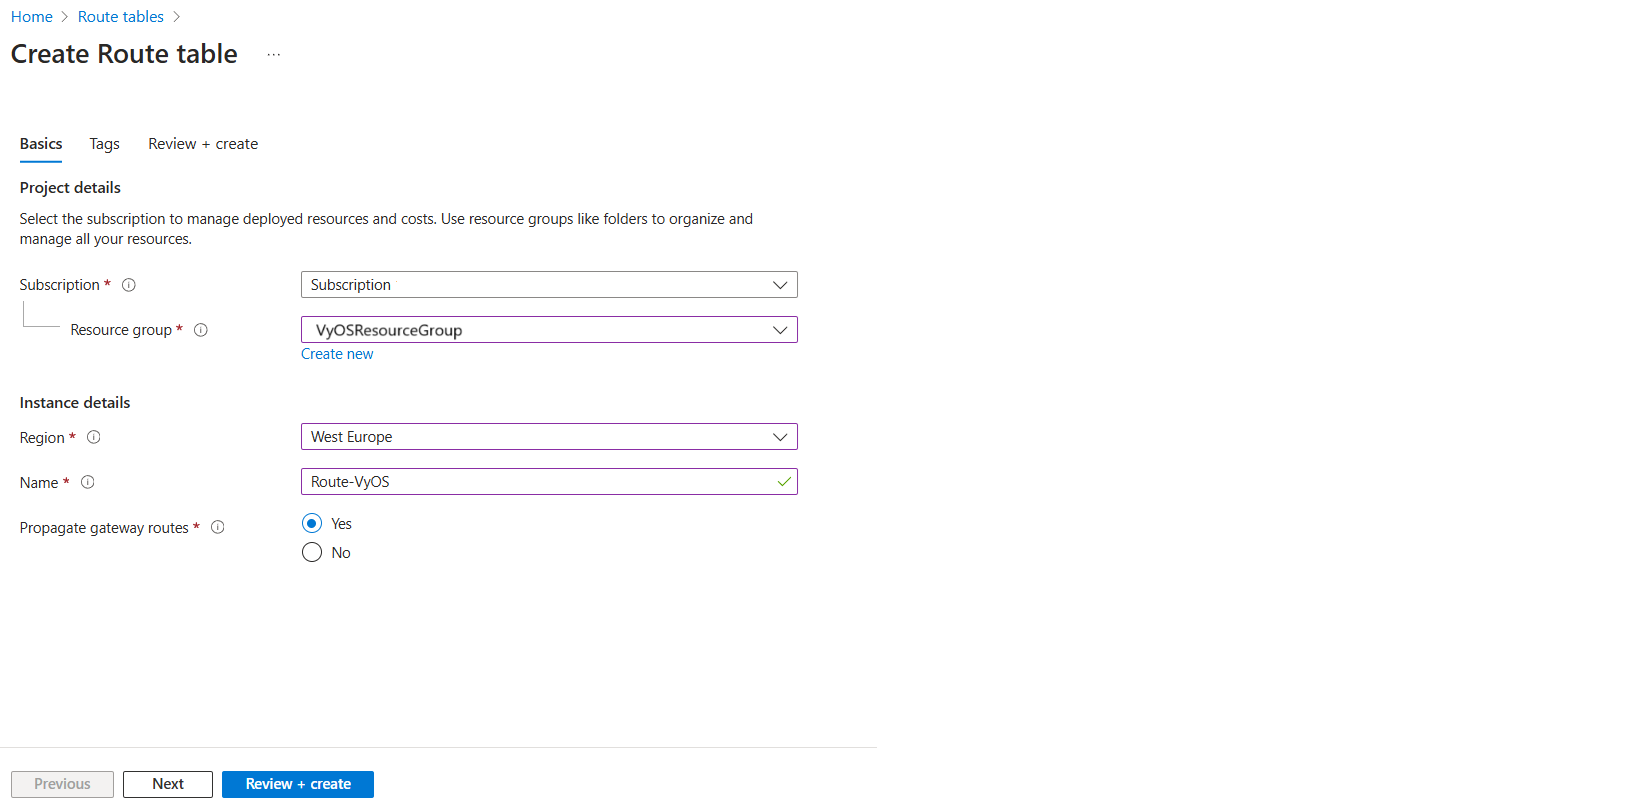 Home > Route tables >
Create Route table ...
Basics Tags Review + create
Project details
Select the subscription to manage deployed resources and costs. Use resource groups like folders to organize and
manage all your resources.
Subscription * Subscription
Resource group * VyOSResourceGroup
Create new
Instance details
Region * West Europe
Name * Route-VyOS
Propagate gateway routes * Yes
No
Previous Next Review + create